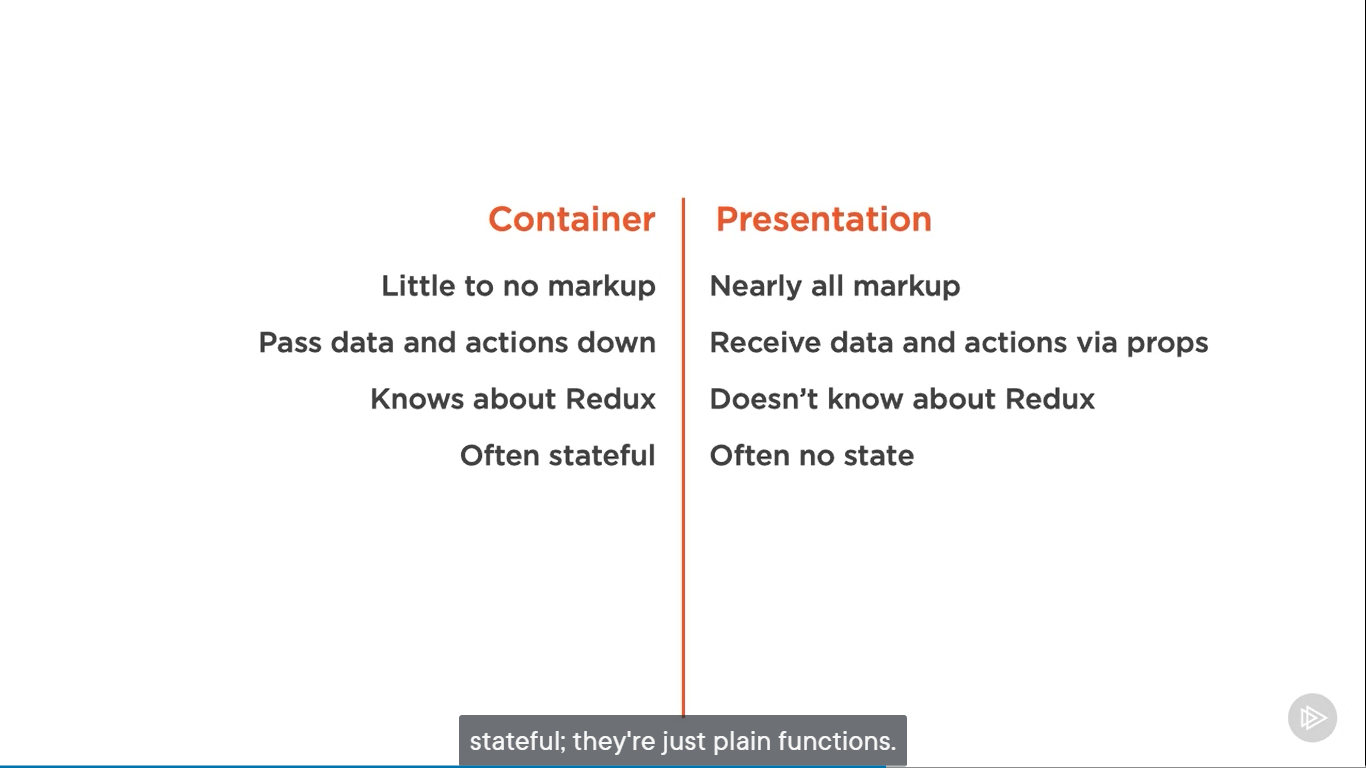 Container
Presentation
Little to no markup
Nearly all markup
Pass data and actions down
Receive data and actions via props
Knows about Redux
Doesn’t know about Redux
Often stateful
Often no state
stateful; they're just plain functions.